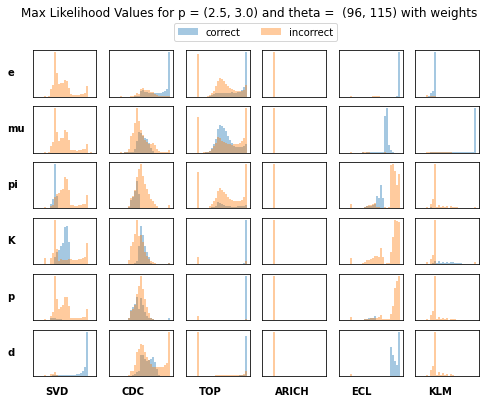 Max Likelihood Values for p = (2.5, 3.0) and theta =  (96, 115) with weights
correct incorrect
e
mu
pi
K
p
d
SVD CDC TOP ARICH ECL KLM